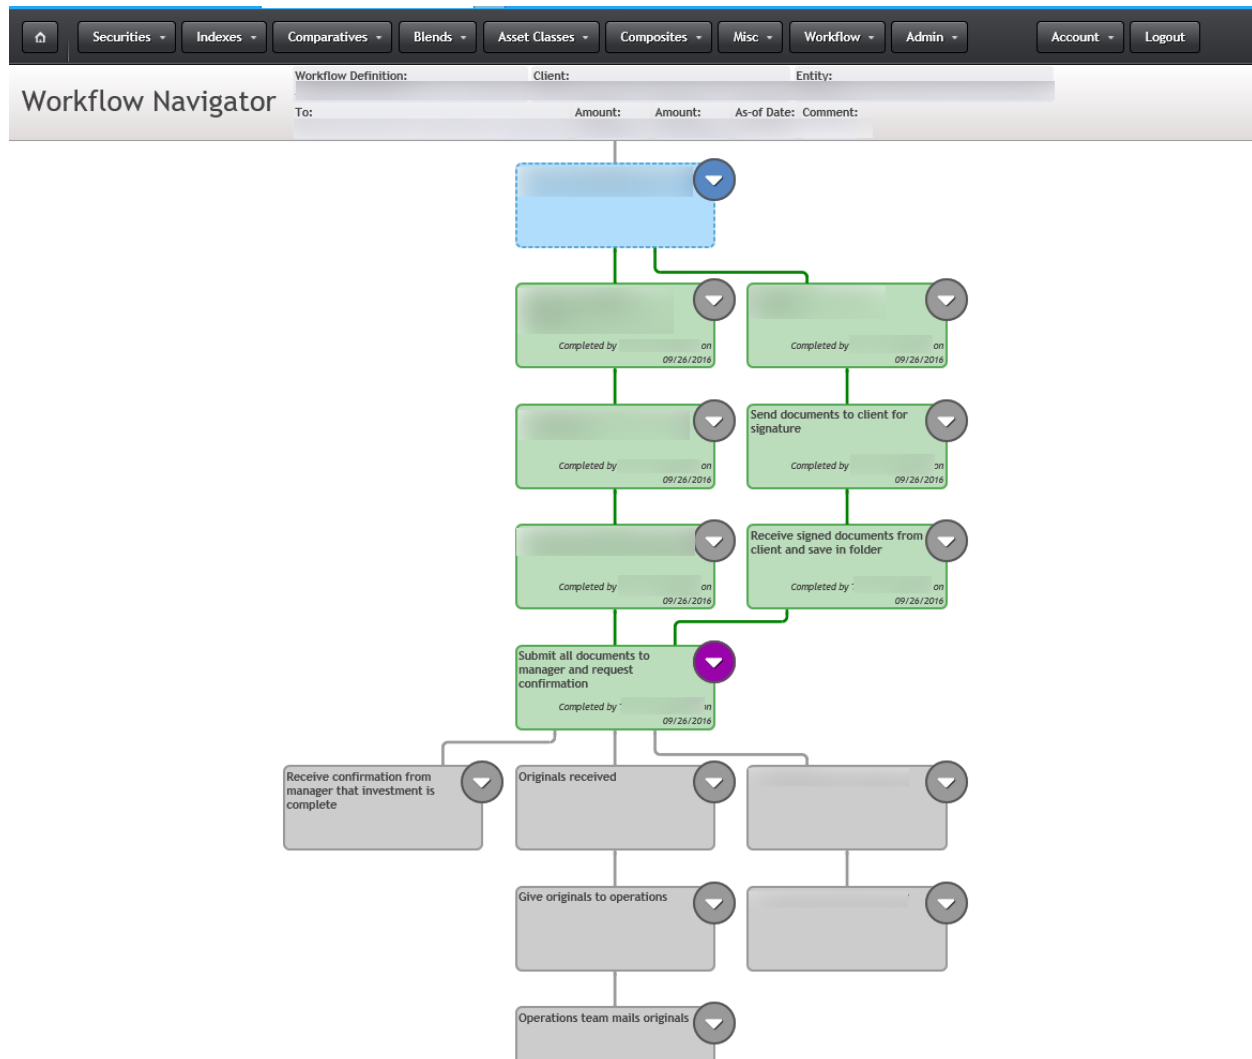 Securities Indexes Comparatives Blends Asset Classes Composites Misc Workflow Admin Account Logout
Workflow Definition: Client: Entity:
Workflow Navigator
To: Amount: Amount: As-of Date: Comment:
Completed by on
09/26/2016
Completed by on
09/26/2016
Completed by on
09/26/2016
Send documents to client for
signature
Completed by on
09/26/2016
Completed by on
09/26/2016
Receive signed documents from
client and save in folder
Completed by on
09/26/2016
Submit all documents to
manager and request
confirmation
Completed by
09/26/2016
Receive confirmation from
manager that investment is
complete
Originals received
Give originals to operations
Operations team mails originals